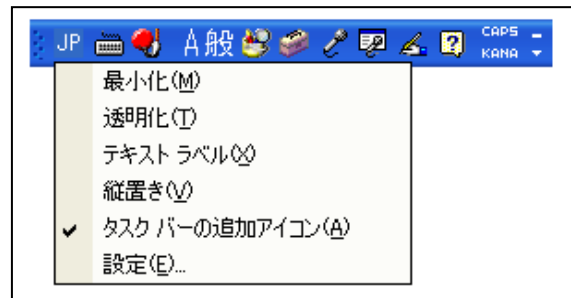 JP A 般 CAPS
KANA
最小化(M)
透明化(T)
テキスト ラベル(X)
縦置き(V)
タスク バーの追加アイコン(A)
設定(E)...